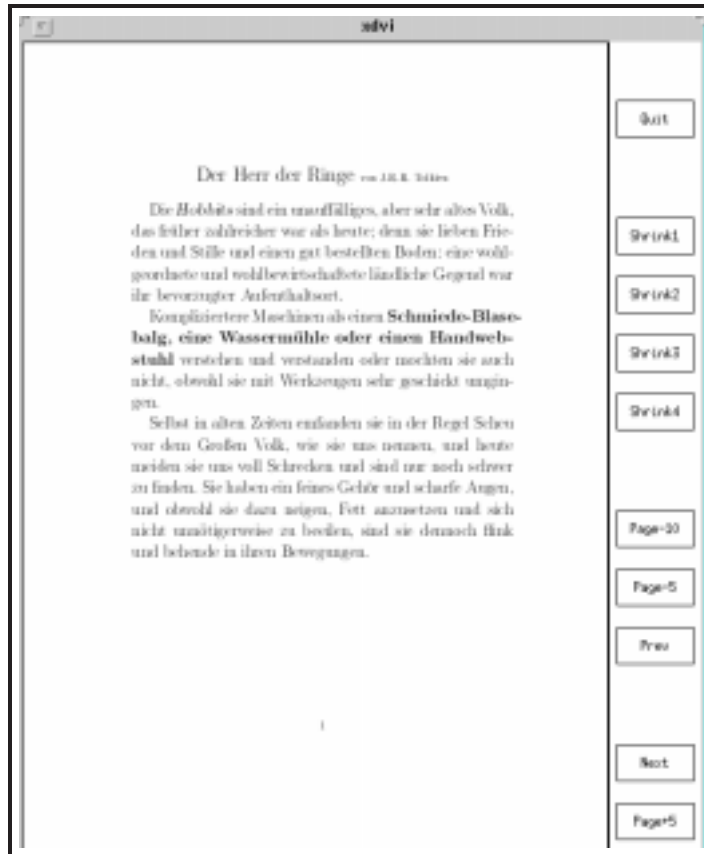 xdvi
Der Herr der Ringe von J.R.R. Tolkien
Die Hobbits sind ein unauffälliges, aber sehr altes Volk,
das früher zahlreicher war als heute; denn sie lieben Frie-
den und Stille und einen gut bestellten Boden: eine wohl-
geordnete und wohlbewirtschaftete ländliche Gegend war
ihr bevorzugter Aufenthaltsort.
Kompliziertere Maschinen als einen Schmiede-Blase-
balg, eine Wassermühle oder einen Handweb-
stuhl verstehen und verstanden oder mochten sie auch
nicht, obwohl sie mit Werkzeugen sehr geschickt umgin-
gen.
Selbst in alten Zeiten emfanden sie in der Regel Scheu
vor dem Großen Volk, wie sie uns nennen, und heute
meiden sie uns voll Schrecken und sind nur noch schwer
zu finden. Sie haben ein feines Gehör und scharfe Augen,
und obwohl sie dazu neigen, Fett anzusetzen und sich
nicht unnötigerweise zu beeilen, sind sie dennoch flink
und behende in ihren Bewegungen.
1
Quit
Shrink1
Shrink2
Shrink3
Shrink4
Page-10
Page-5
Prev
Next
Page+5